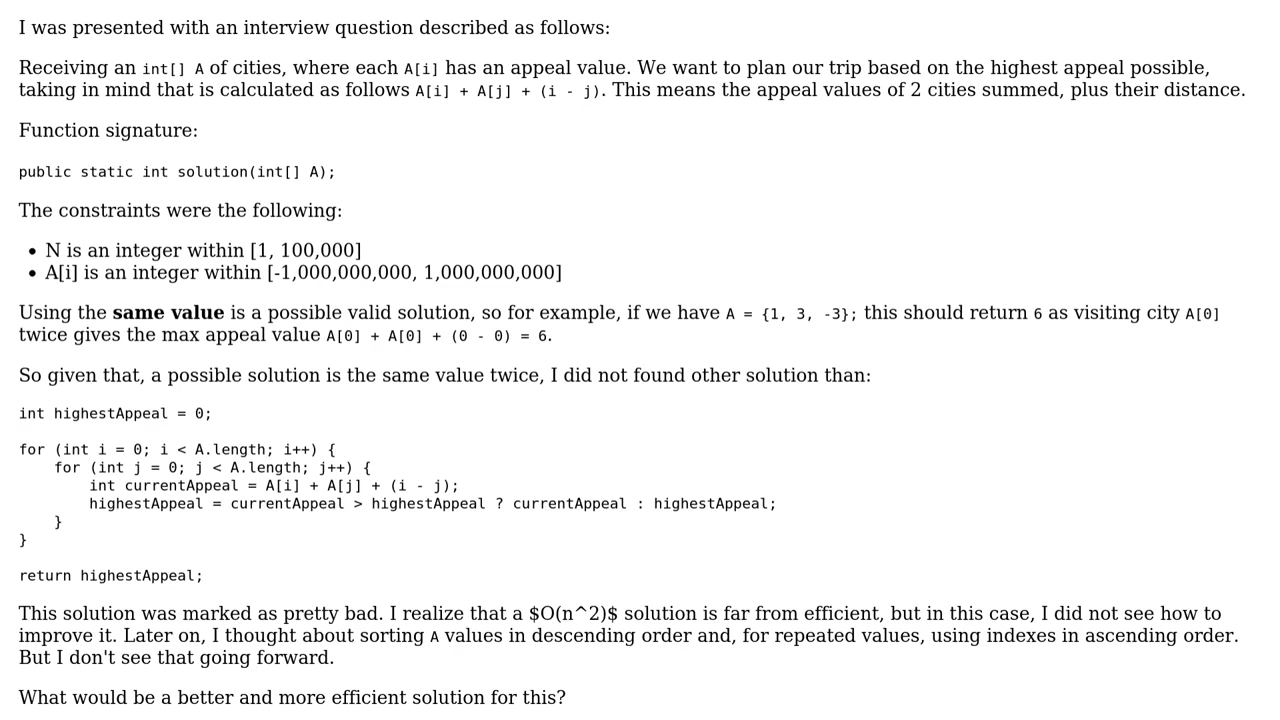 I was presented with an interview question described as follows:
Receiving an int[] A of cities, where each A[i] has an appeal value. We want to plan our trip based on the highest appeal possible,
taking in mind that is calculated as follows A[i] + A[j] + (i - j). This means the appeal values of 2 cities summed, plus their distance.
Function signature:
public static int solution(int[] A);
The constraints were the following:
• N is an integer within [1, 100,000]
• A[i] is an integer within [-1,000,000,000, 1,000,000,000]
Using the same value is a possible valid solution, so for example, if we have A = {1, 3, -3}; this should return 6 as visiting city A[0]
twice gives the max appeal value A[0] + A[0] + (0 - 0) = 6.
So given that, a possible solution is the same value twice, I did not found other solution than:
int highestAppeal = 0;
for (int i = 0; i < A.length; i++) {
    for (int j = 0; j < A.length; j++) {
        int currentAppeal = A[i] + A[j] + (i - j);
        highestAppeal = currentAppeal > highestAppeal ? currentAppeal : highestAppeal;
    }
}
return highestAppeal;
This solution was marked as pretty bad. I realize that a $O(n^2)$ solution is far from efficient, but in this case, I did not see how to
improve it. Later on, I thought about sorting A values in descending order and, for repeated values, using indexes in ascending order.
But I don't see that going forward.
What would be a better and more efficient solution for this?